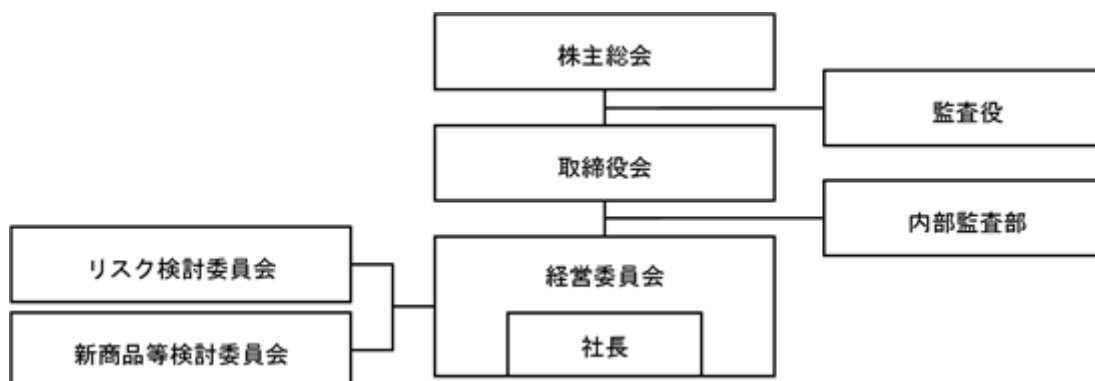 株主総会
監査役
取締役会
内部監査部
リスク検討委員会
経営委員会
新商品等検討委員会
社長